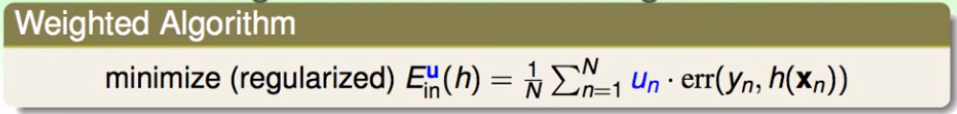 Weighted Algorithm
minimize (regularized) E_in^u(h) = 1/N ∑_{n=1}^N u_n · err(y_n, h(x_n))